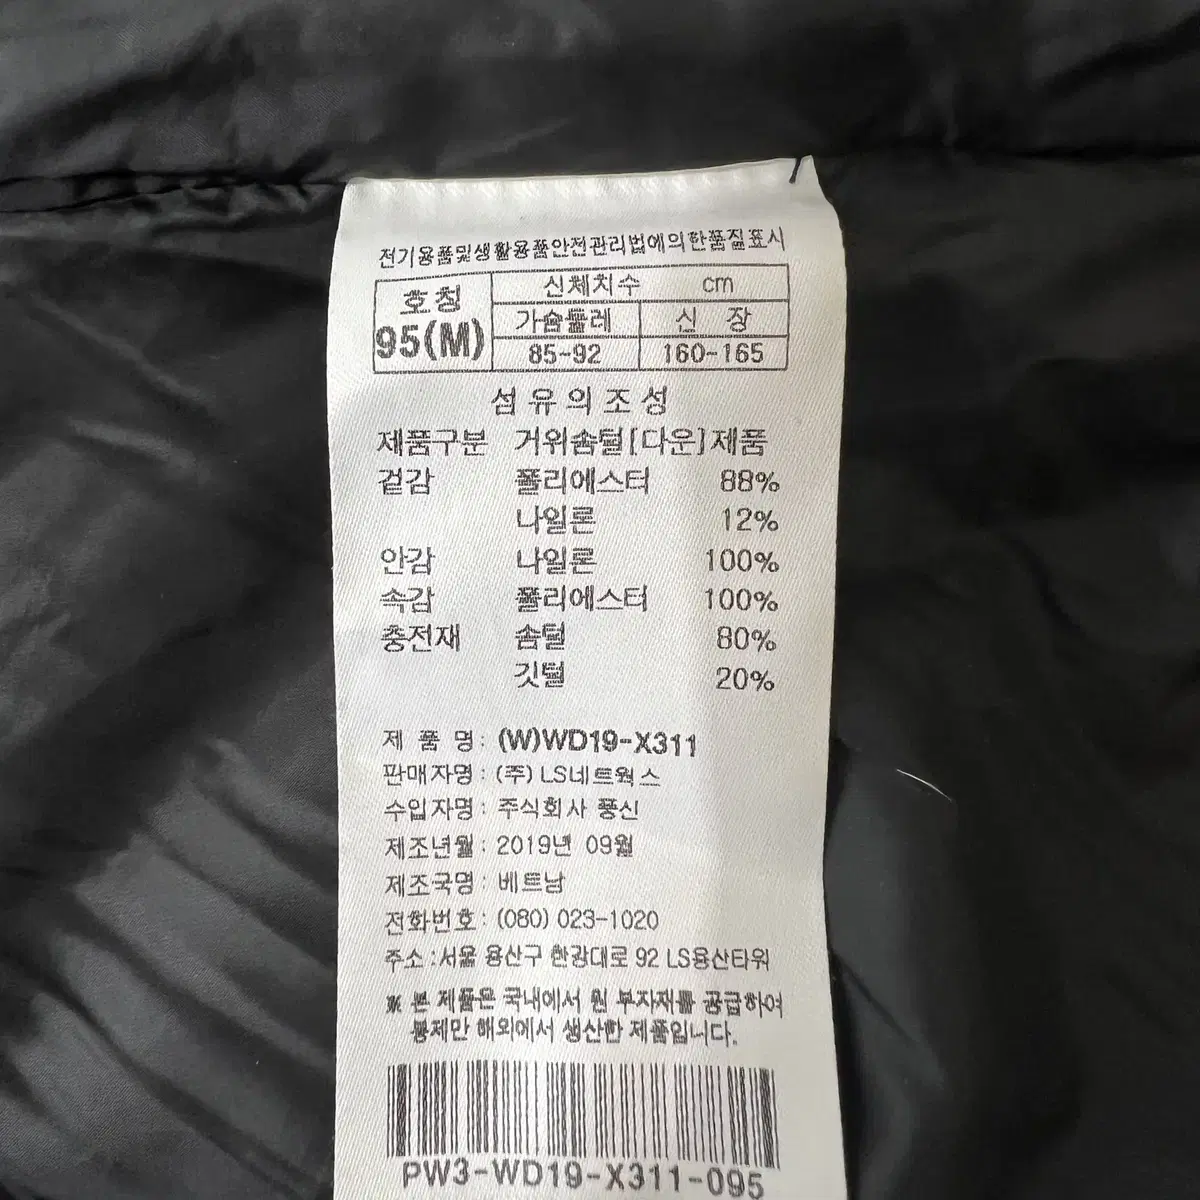 전기용품및생활용품안전관리법에의한품질표시
호칭 신체치수 cm
95(M) 가슴둘레 신 장
85-92 160-165
섬유의조성
제품구분 거위솜털[다운]제품
겉감 폴리에스터 88%
나일론 12%
안감 나일론 100%
속감 폴리에스터 100%
충전재 솜털 80%
깃털 20%
제 품 명: (W)WD19-X311
판매자명: (주) LS네트웍스
수입자명: 주식회사 풍신
제조년월: 2019년 09월
제조국명: 베트남
전화번호: (080) 023-1020
주소:서울 용산구 한강대로 92 LS용산타워
※ 본 제품은 국내에서 원 부자재를 공급하여
봉제만 해외에서 생산한 제품입니다.
PW3-WD19-X311-095